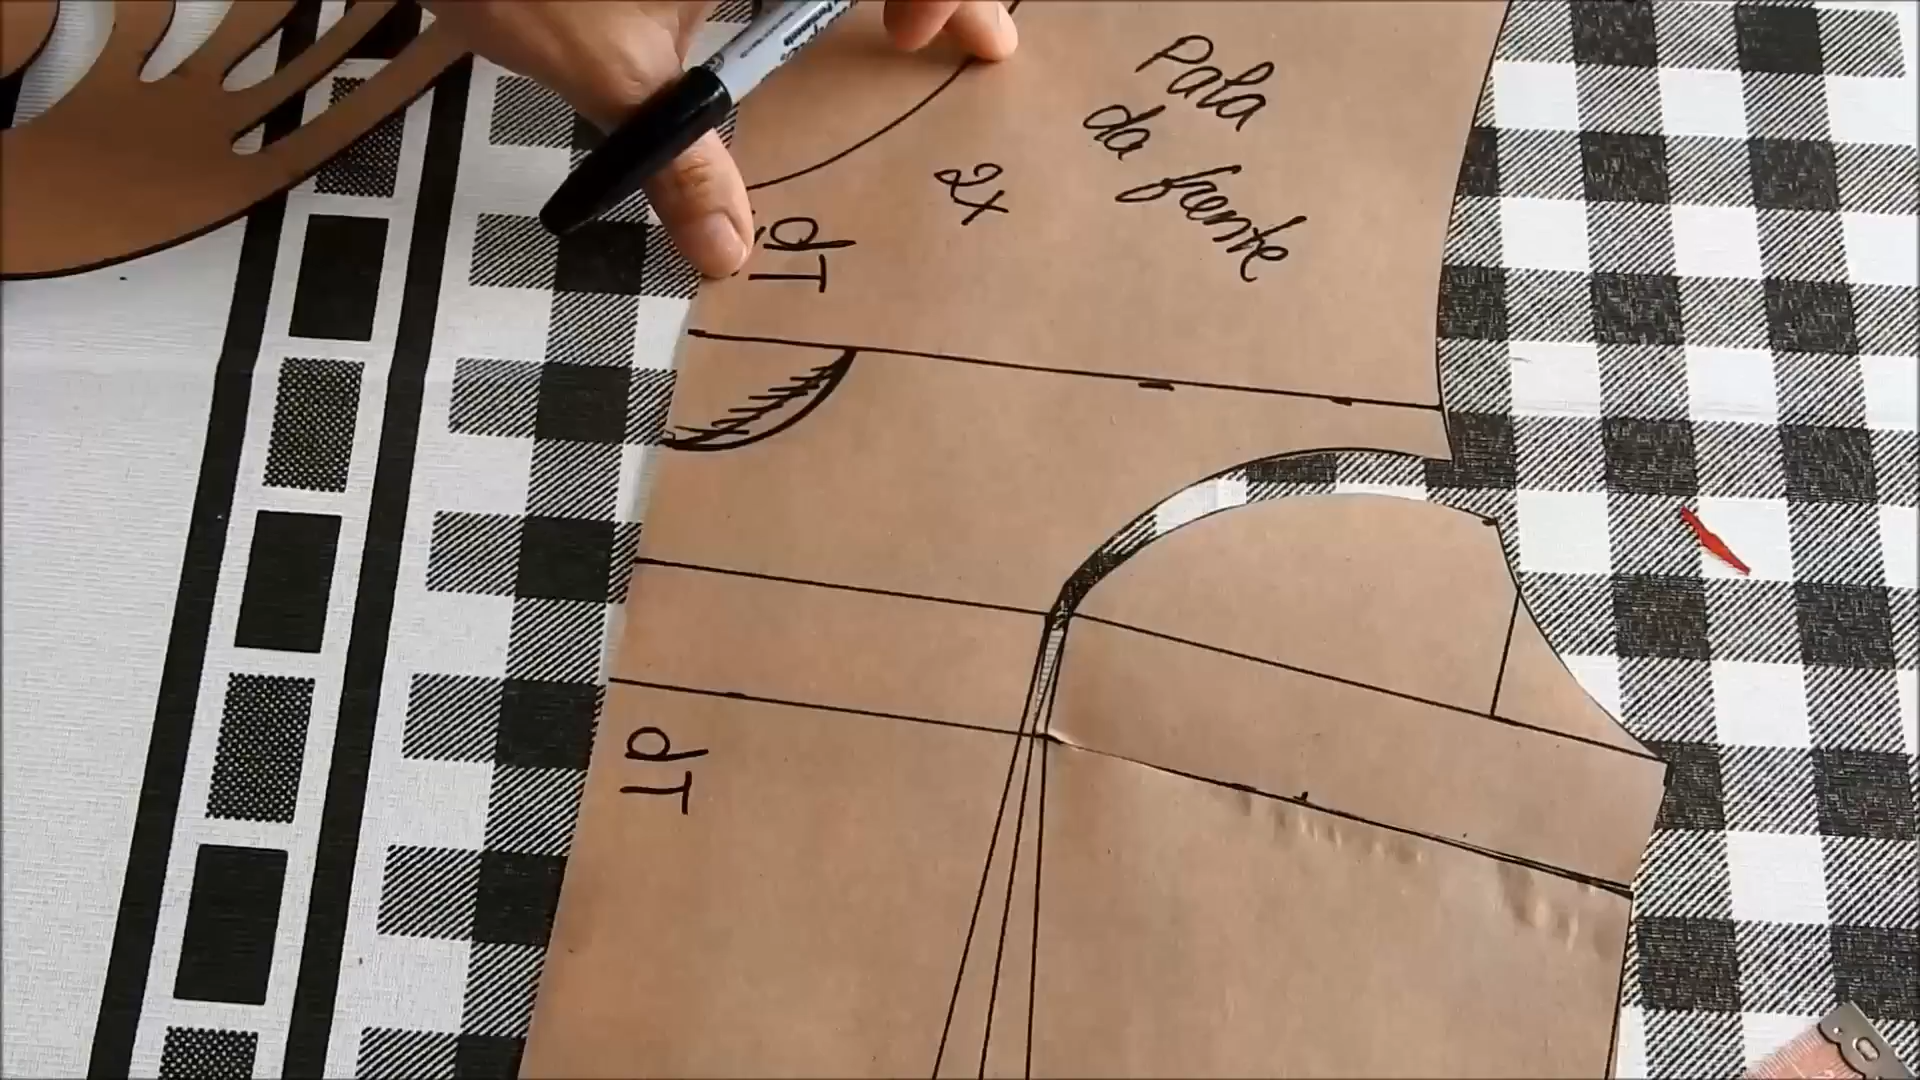 Pala
da frente
2x
dT
dT